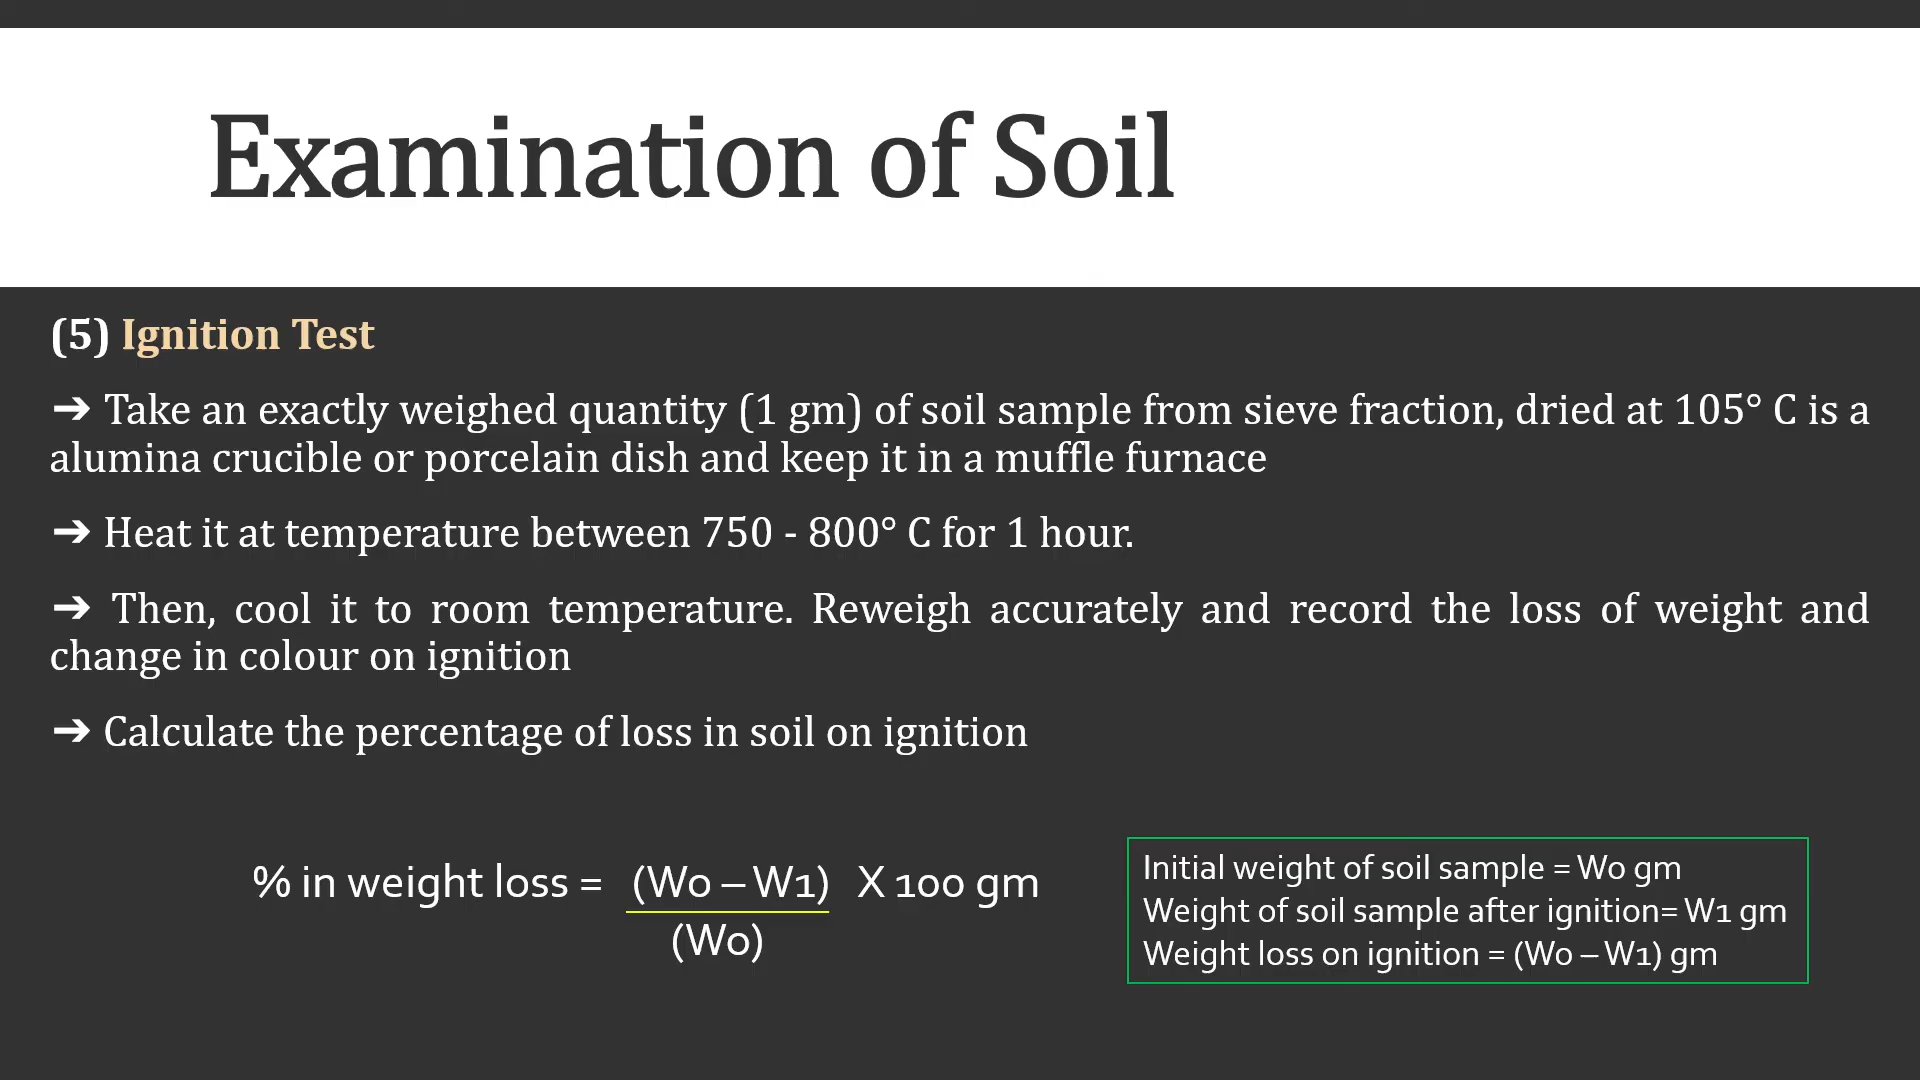 Examination of Soil
(5) Ignition Test
➔ Take an exactly weighed quantity (1 gm) of soil sample from sieve fraction, dried at 105° C is a
alumina crucible or porcelain dish and keep it in a muffle furnace
➔ Heat it at temperature between 750 - 800° C for 1 hour.
➔ Then, cool it to room temperature. Reweigh accurately and record the loss of weight and
change in colour on ignition
➔ Calculate the percentage of loss in soil on ignition
% in weight loss = (W0 – W1) X 100 gm
(W0)
Initial weight of soil sample = W0 gm
Weight of soil sample after ignition= W1 gm
Weight loss on ignition = (W0 – W1) gm